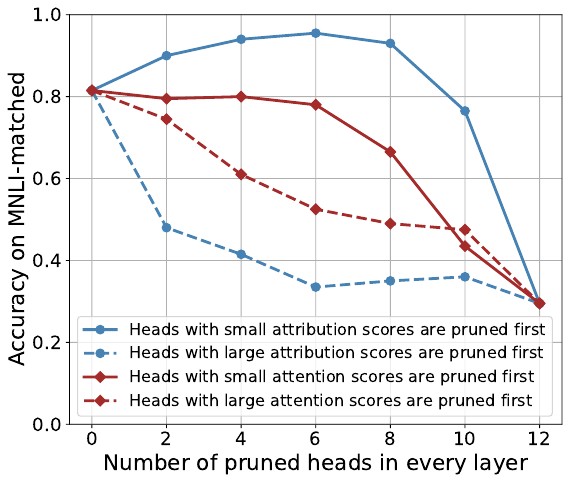 1.0
0.8
0.6
0.4
0.2
0.0
Accuracy on MNLI-matched
Heads with small attribution scores are pruned first
Heads with large attribution scores are pruned first
Heads with small attention scores are pruned first
Heads with large attention scores are pruned first
0 2 4 6 8 10 12
Number of pruned heads in every layer